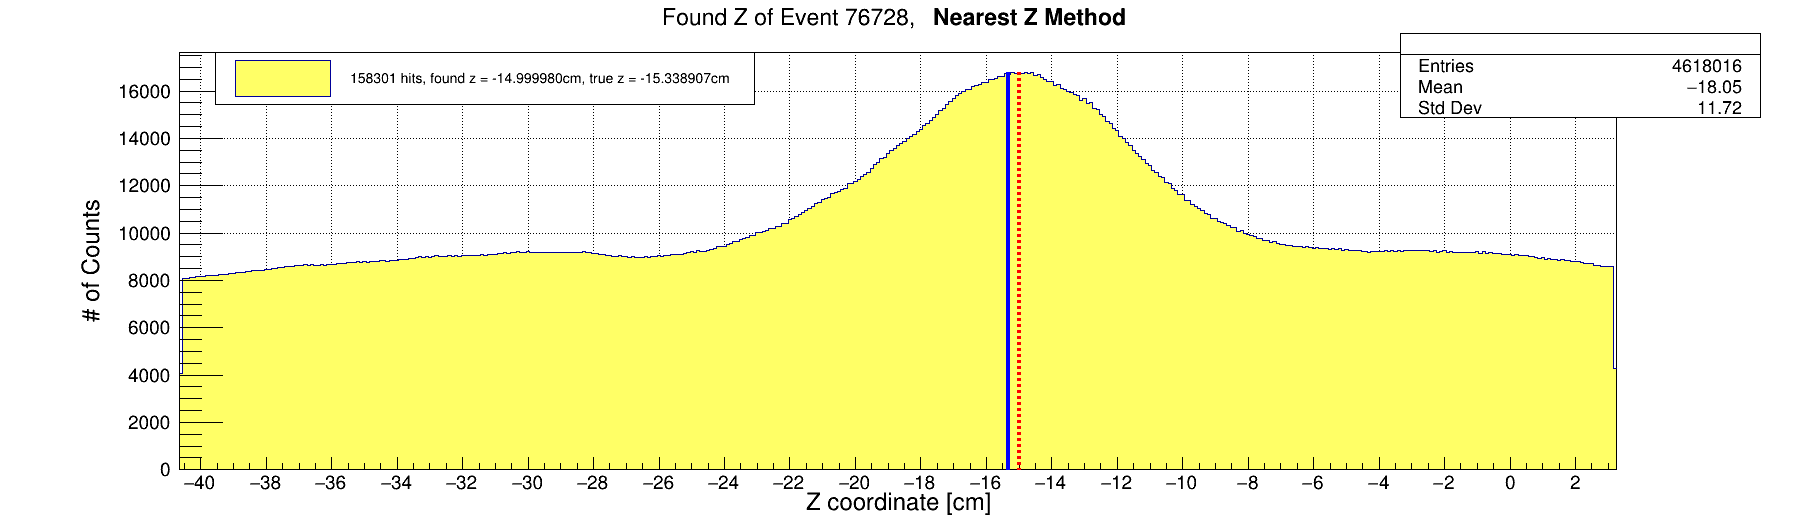 Found Z of Event 76728, Nearest Z Method
158301 hits, found z = -14.999980cm, true z = -15.338907cm
Entries 4618016
Mean −18.05
Std Dev 11.72
# of Counts
16000
14000
12000
10000
8000
6000
4000
2000
0
−40 −38 −36 −34 −32 −30 −28 −26 −24 −22 −20 −18 −16 −14 −12 −10 −8 −6 −4 −2 0 2
Z coordinate [cm]